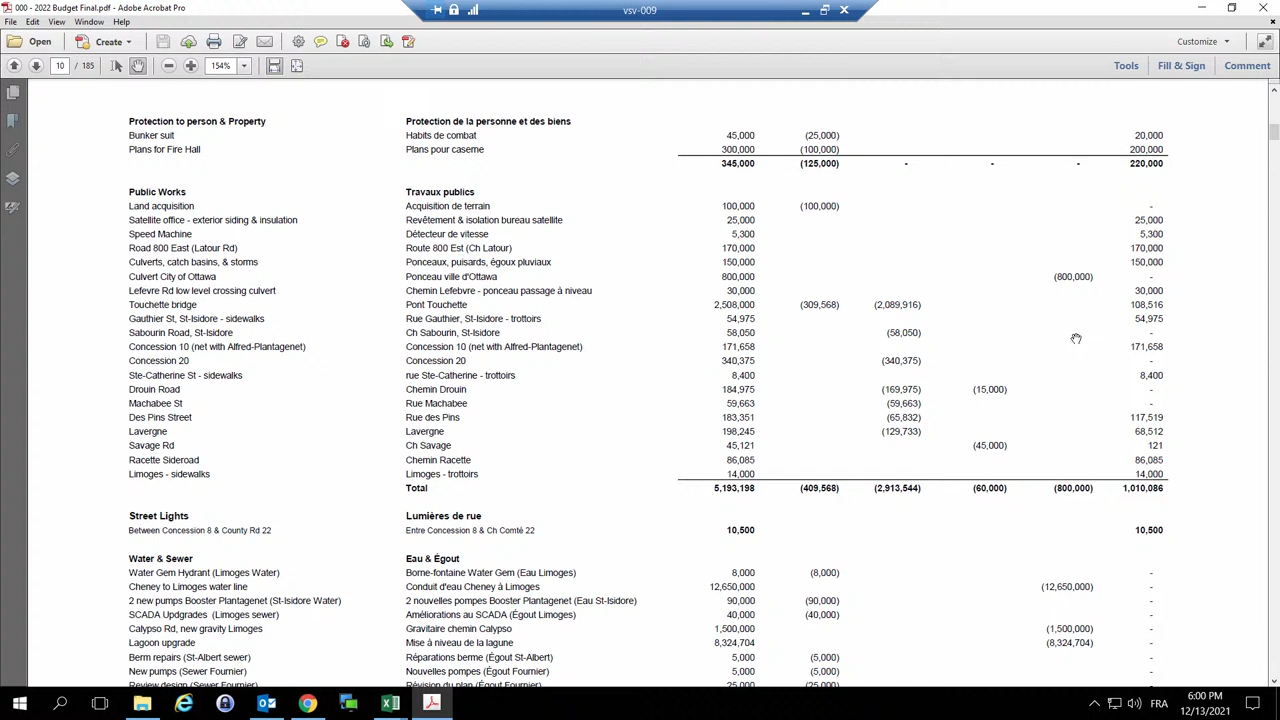 000 - 2022 Budget Final.pdf - Adobe Acrobat Pro
vsv-009
File Edit View Window Help
Open Create Customize
10 / 185 154% Tools Fill & Sign Comment
Protection to person & Property Protection de la personne et des biens
Bunker suit Habits de combat 45,000 (25,000) 20,000
Plans for Fire Hall Plans pour caserne 300,000 (100,000) 200,000
345,000 (125,000) - - - 220,000
Public Works Travaux publics
Land acquisition Acquisition de terrain 100,000 (100,000) -
Satellite office - exterior siding & insulation Revêtement & isolation bureau satellite 25,000 25,000
Speed Machine Détecteur de vitesse 5,300 5,300
Road 800 East (Latour Rd) Route 800 Est (Ch Latour) 170,000 170,000
Culverts, catch basins, & storms Ponceaux, puisards, égoux pluviaux 150,000 150,000
Culvert City of Ottawa Ponceau ville d'Ottawa 800,000 (800,000) -
Lefevre Rd low level crossing culvert Chemin Lefebvre - ponceau passage à niveau 30,000 30,000
Touchette bridge Pont Touchette 2,508,000 (309,568) (2,089,916) 108,516
Gauthier St, St-Isidore - sidewalks Rue Gauthier, St-Isidore - trottoirs 54,975 54,975
Sabourin Road, St-Isidore Ch Sabourin, St-Isidore 58,050 (58,050) -
Concession 10 (net with Alfred-Plantagenet) Concession 10 (net with Alfred-Plantagenet) 171,658 171,658
Concession 20 Concession 20 340,375 (340,375) -
Ste-Catherine St - sidewalks rue Ste-Catherine - trottoirs 8,400 8,400
Drouin Road Chemin Drouin 184,975 (169,975) (15,000) -
Machabee St Rue Machabee 59,663 (59,663) -
Des Pins Street Rue des Pins 183,351 (65,832) 117,519
Lavergne Lavergne 198,245 (129,733) 68,512
Savage Rd Ch Savage 45,121 (45,000) 121
Racette Sideroad Chemin Racette 86,085 86,085
Limoges - sidewalks Limoges - trottoirs 14,000 14,000
Total 5,193,198 (409,568) (2,913,544) (60,000) (800,000) 1,010,086
Street Lights Lumières de rue
Between Concession 8 & County Rd 22 Entre Concession 8 & Ch Comté 22 10,500 10,500
Water & Sewer Eau & Égout
Water Gem Hydrant (Limoges Water) Borne-fontaine Water Gem (Eau Limoges) 8,000 (8,000) -
Cheney to Limoges water line Conduit d'eau Cheney à Limoges 12,650,000 (12,650,000) -
2 new pumps Booster Plantagenet (St-Isidore Water) 2 nouvelles pompes Booster Plantagenet (Eau St-Isidore) 90,000 (90,000) -
SCADA Updgrades (Limoges sewer) Améliorations au SCADA (Égout Limoges) 40,000 (40,000) -
Calypso Rd, new gravity Limoges Gravitaire chemin Calypso 1,500,000 (1,500,000) -
Lagoon upgrade Mise à niveau de la lagune 8,324,704 (8,324,704) -
Berm repairs (St-Albert sewer) Réparations berme (Égout St-Albert) 5,000 (5,000) -
New pumps (Sewer Fournier) Nouvelles pompes (Égout Fournier) 5,000 (5,000) -
Review design (Sewer Fournier) Révision du plan (Égout Fournier) 25,000 (25,000) -
FRA 6:00 PM
12/13/2021